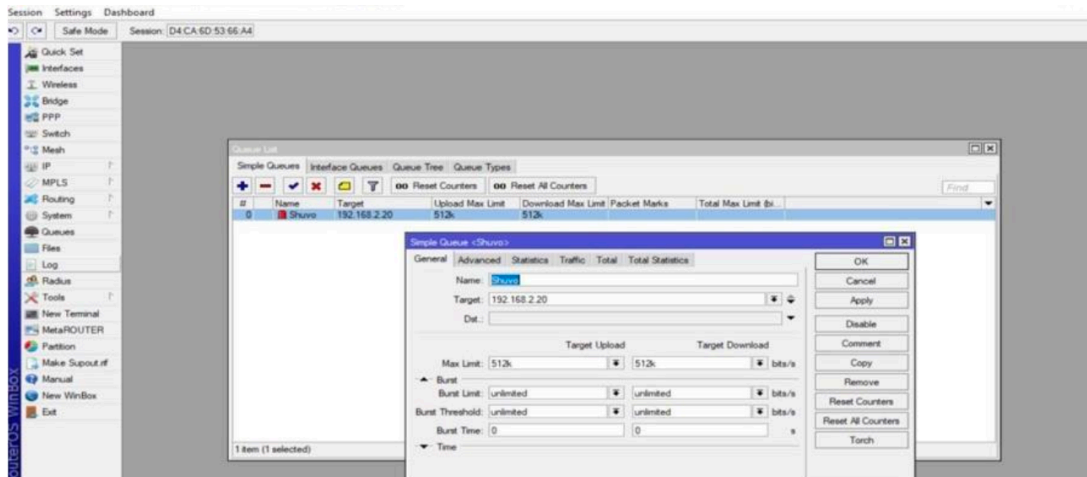 Session Settings Dashboard
Safe Mode Session: D4:CA:6D:53:66:A4
Quick Set
Interfaces
Wireless
Bridge
PPP
Switch
Mesh
IP
MPLS
Routing
System
Queues
Files
Log
Radius
Tools
New Terminal
MetaROUTER
Partition
Make Supout.rif
Manual
New WinBox
Exit
outerOS WinBox
Queue List
Simple Queues Interface Queues Queue Tree Queue Types
00 Reset Counters 00 Reset All Counters Find
# Name Target Upload Max Limit Download Max Limit Packet Marks Total Max Limit (bi...
0 Shuvo 192.168.2.20 512k 512k
1 item (1 selected)
Simple Queue <Shuvo>
General Advanced Statistics Traffic Total Total Statistics
Name: Shuvo
Target: 192.168.2.20
Dst.:
Target Upload Target Download
Max Limit: 512k 512k bits/s
Burst
Burst Limit: unlimited unlimited bits/s
Burst Threshold: unlimited unlimited bits/s
Burst Time: 0 0 s
Time
OK
Cancel
Apply
Disable
Comment
Copy
Remove
Reset Counters
Reset All Counters
Torch